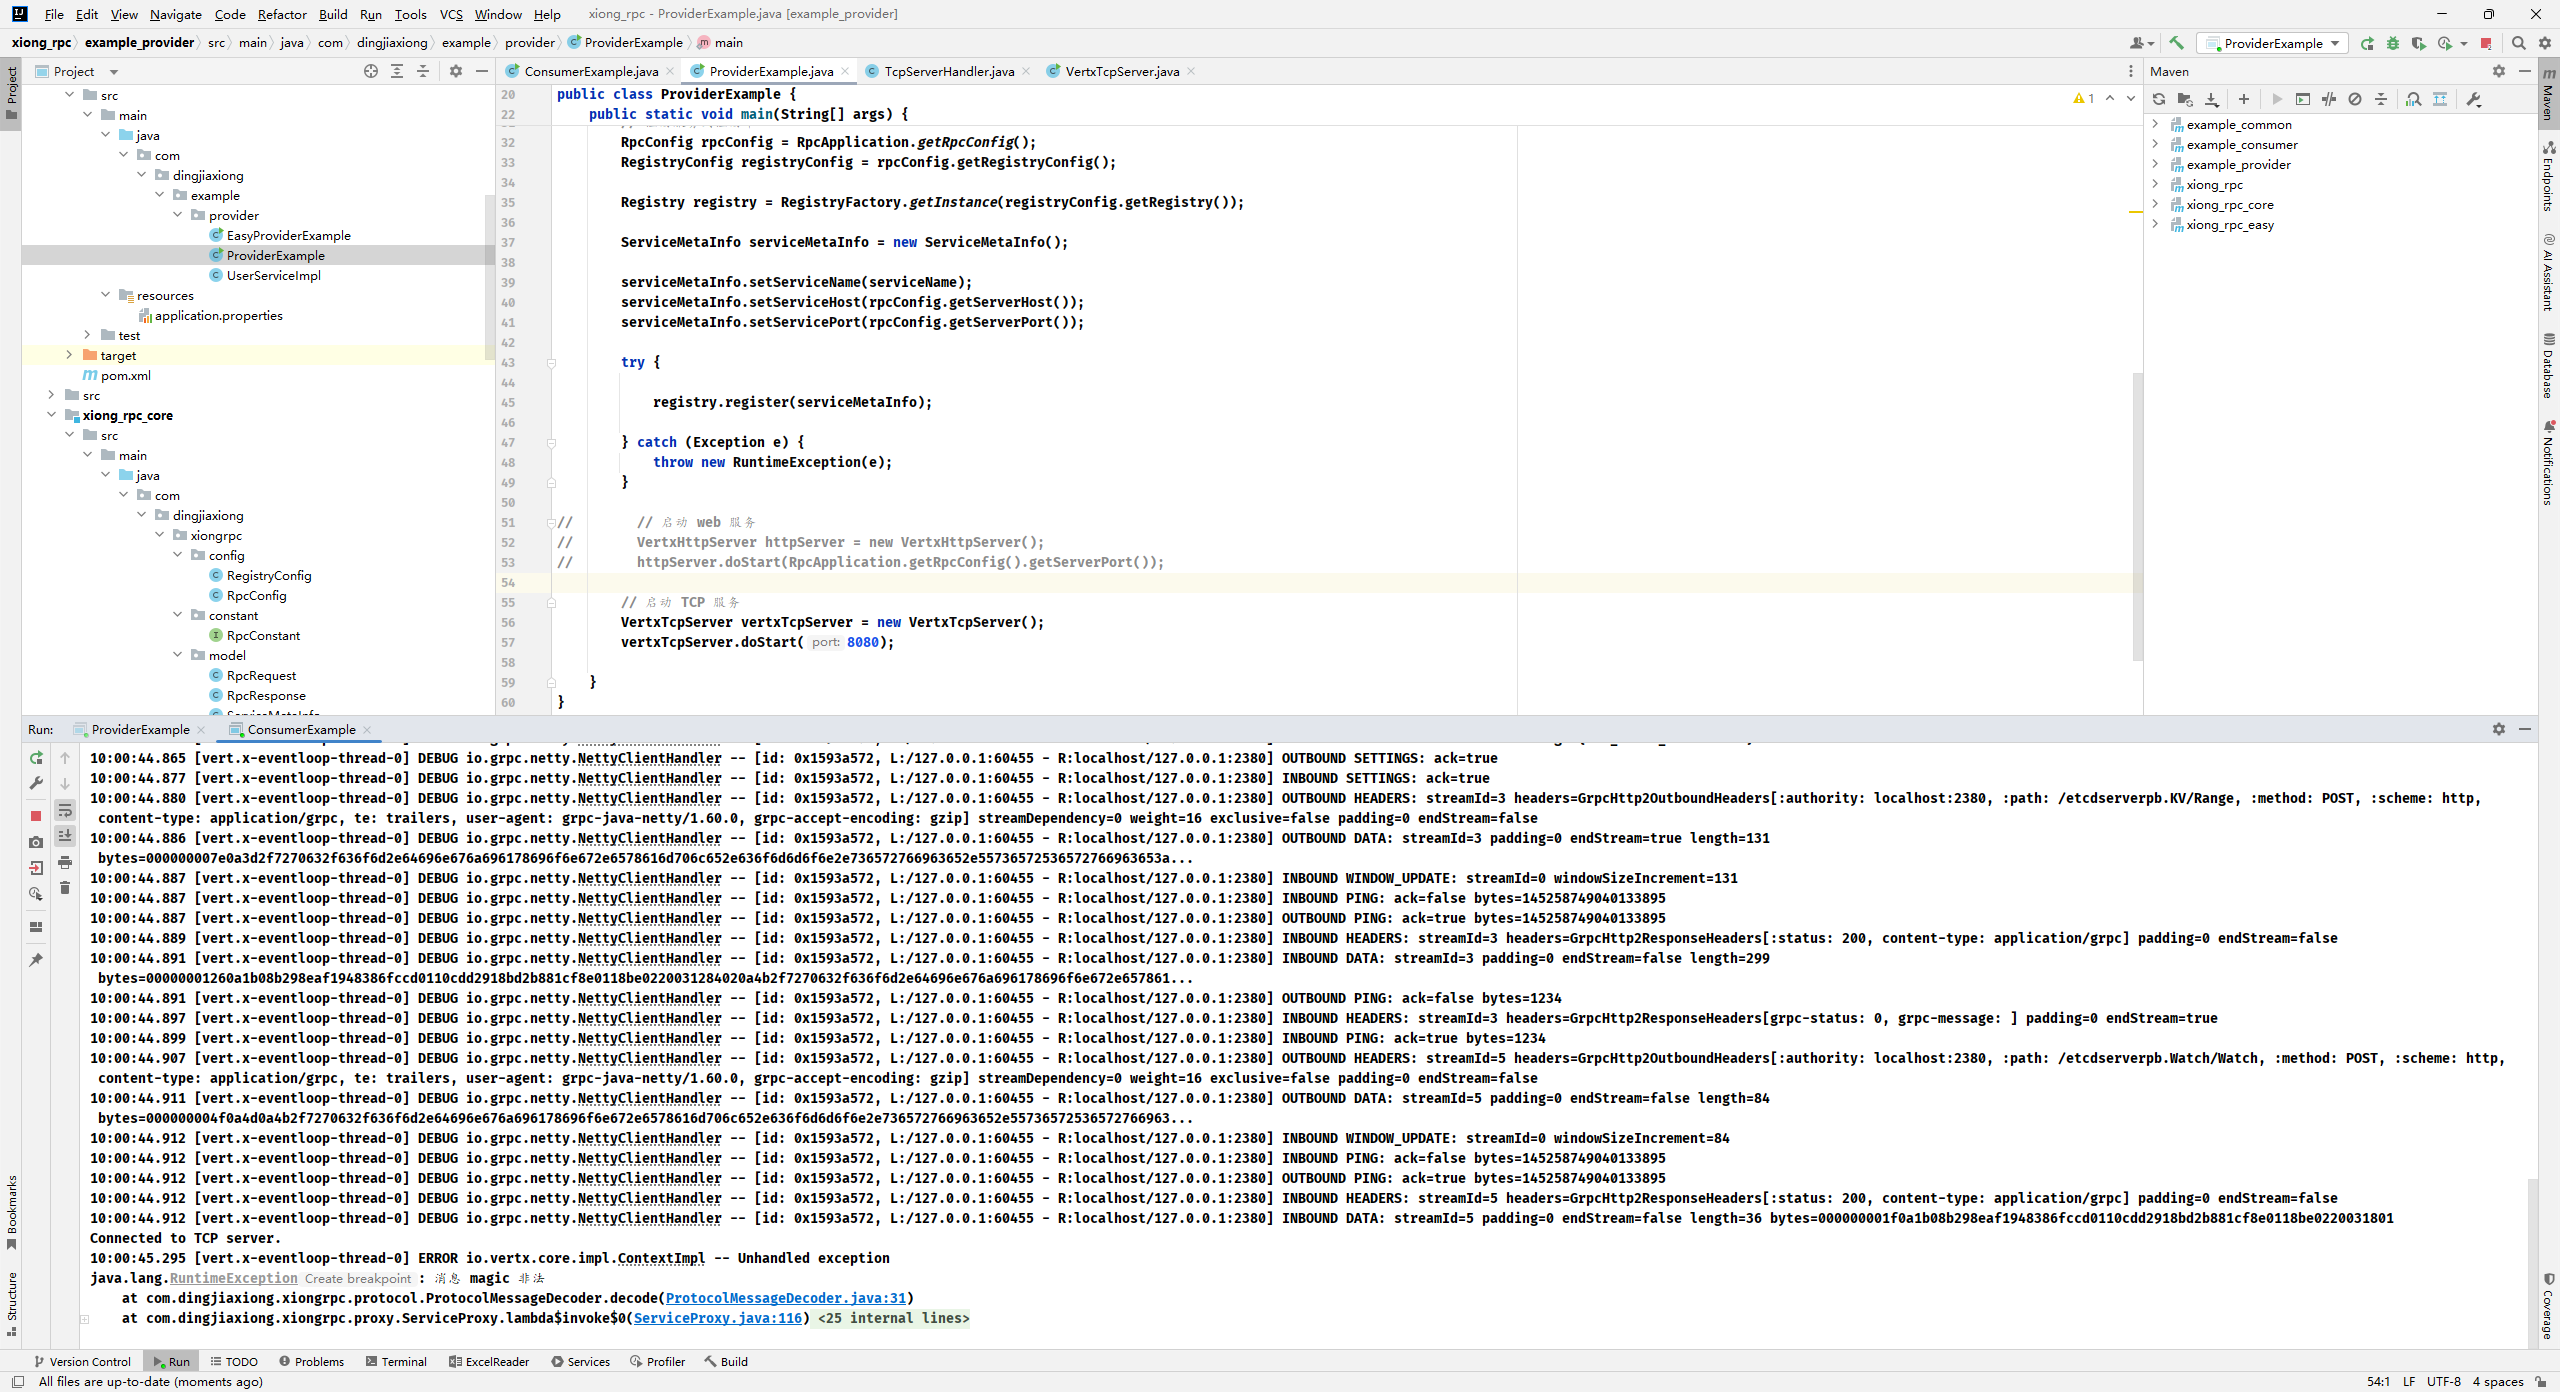 File Edit View Navigate Code Refactor Build Run Tools VCS Window Help xiong_rpc - ProviderExample.java [example_provider]
xiong_rpc example_provider src main java com dingjiaxiong example provider ProviderExample main
ProviderExample
Project
ConsumerExample.java ProviderExample.java TcpServerHandler.java VertxTcpServer.java
Maven
src
main
java
com
dingjiaxiong
example
provider
EasyProviderExample
ProviderExample
UserServiceImpl
resources
application.properties
test
target
pom.xml
src
xiong_rpc_core
src
main
java
com
dingjiaxiong
xiongrpc
config
RegistryConfig
RpcConfig
constant
RpcConstant
model
RpcRequest
RpcResponse
ServiceMetaInfo
20 public class ProviderExample {
22 public static void main(String[] args) {
32 RpcConfig rpcConfig = RpcApplication.getRpcConfig();
33 RegistryConfig registryConfig = rpcConfig.getRegistryConfig();
34
35 Registry registry = RegistryFactory.getInstance(registryConfig.getRegistry());
36
37 ServiceMetaInfo serviceMetaInfo = new ServiceMetaInfo();
38
39 serviceMetaInfo.setServiceName(serviceName);
40 serviceMetaInfo.setServiceHost(rpcConfig.getServerHost());
41 serviceMetaInfo.setServicePort(rpcConfig.getServerPort());
42
43 try {
44
45 registry.register(serviceMetaInfo);
46
47 } catch (Exception e) {
48 throw new RuntimeException(e);
49 }
50
51 // // 启动 web 服务
52 // VertxHttpServer httpServer = new VertxHttpServer();
53 // httpServer.doStart(RpcApplication.getRpcConfig().getServerPort());
54
55 // 启动 TCP 服务
56 VertxTcpServer vertxTcpServer = new VertxTcpServer();
57 vertxTcpServer.doStart( port: 8080);
58
59 }
60 }
1
example_common
example_consumer
example_provider
xiong_rpc
xiong_rpc_core
xiong_rpc_easy
Project
Bookmarks
Structure
Maven
Endpoints
AI Assistant
Database
Notifications
Coverage
Run: ProviderExample ConsumerExample
10:00:44.865 [vert.x-eventloop-thread-0] DEBUG io.grpc.netty.NettyClientHandler -- [id: 0x1593a572, L:/127.0.0.1:60455 - R:localhost/127.0.0.1:2380] OUTBOUND SETTINGS: ack=true
10:00:44.877 [vert.x-eventloop-thread-0] DEBUG io.grpc.netty.NettyClientHandler -- [id: 0x1593a572, L:/127.0.0.1:60455 - R:localhost/127.0.0.1:2380] INBOUND SETTINGS: ack=true
10:00:44.880 [vert.x-eventloop-thread-0] DEBUG io.grpc.netty.NettyClientHandler -- [id: 0x1593a572, L:/127.0.0.1:60455 - R:localhost/127.0.0.1:2380] OUTBOUND HEADERS: streamId=3 headers=GrpcHttp2OutboundHeaders[:authority: localhost:2380, :path: /etcdserverpb.KV/Range, :method: POST, :scheme: http,
content-type: application/grpc, te: trailers, user-agent: grpc-java-netty/1.60.0, grpc-accept-encoding: gzip] streamDependency=0 weight=16 exclusive=false padding=0 endStream=false
10:00:44.886 [vert.x-eventloop-thread-0] DEBUG io.grpc.netty.NettyClientHandler -- [id: 0x1593a572, L:/127.0.0.1:60455 - R:localhost/127.0.0.1:2380] OUTBOUND DATA: streamId=3 padding=0 endStream=true length=131
bytes=000000007e0a3d2f7270632f636f6d2e64696e676a696178696f6e672e6578616d706c652e636f6d6d6f6e2e736572766963652e55736572536572766963653a...
10:00:44.887 [vert.x-eventloop-thread-0] DEBUG io.grpc.netty.NettyClientHandler -- [id: 0x1593a572, L:/127.0.0.1:60455 - R:localhost/127.0.0.1:2380] INBOUND WINDOW_UPDATE: streamId=0 windowSizeIncrement=131
10:00:44.887 [vert.x-eventloop-thread-0] DEBUG io.grpc.netty.NettyClientHandler -- [id: 0x1593a572, L:/127.0.0.1:60455 - R:localhost/127.0.0.1:2380] INBOUND PING: ack=false bytes=145258749040133895
10:00:44.887 [vert.x-eventloop-thread-0] DEBUG io.grpc.netty.NettyClientHandler -- [id: 0x1593a572, L:/127.0.0.1:60455 - R:localhost/127.0.0.1:2380] OUTBOUND PING: ack=true bytes=145258749040133895
10:00:44.889 [vert.x-eventloop-thread-0] DEBUG io.grpc.netty.NettyClientHandler -- [id: 0x1593a572, L:/127.0.0.1:60455 - R:localhost/127.0.0.1:2380] INBOUND HEADERS: streamId=3 headers=GrpcHttp2ResponseHeaders[:status: 200, content-type: application/grpc] padding=0 endStream=false
10:00:44.891 [vert.x-eventloop-thread-0] DEBUG io.grpc.netty.NettyClientHandler -- [id: 0x1593a572, L:/127.0.0.1:60455 - R:localhost/127.0.0.1:2380] INBOUND DATA: streamId=3 padding=0 endStream=false length=299
bytes=00000001260a1b08b298eaf1948386fccd0110cdd2918bd2b881cf8e0118be0220031284020a4b2f7270632f636f6d2e64696e676a696178696f6e672e657861...
10:00:44.891 [vert.x-eventloop-thread-0] DEBUG io.grpc.netty.NettyClientHandler -- [id: 0x1593a572, L:/127.0.0.1:60455 - R:localhost/127.0.0.1:2380] OUTBOUND PING: ack=false bytes=1234
10:00:44.897 [vert.x-eventloop-thread-0] DEBUG io.grpc.netty.NettyClientHandler -- [id: 0x1593a572, L:/127.0.0.1:60455 - R:localhost/127.0.0.1:2380] INBOUND HEADERS: streamId=3 headers=GrpcHttp2ResponseHeaders[grpc-status: 0, grpc-message: ] padding=0 endStream=true
10:00:44.899 [vert.x-eventloop-thread-0] DEBUG io.grpc.netty.NettyClientHandler -- [id: 0x1593a572, L:/127.0.0.1:60455 - R:localhost/127.0.0.1:2380] INBOUND PING: ack=true bytes=1234
10:00:44.907 [vert.x-eventloop-thread-0] DEBUG io.grpc.netty.NettyClientHandler -- [id: 0x1593a572, L:/127.0.0.1:60455 - R:localhost/127.0.0.1:2380] OUTBOUND HEADERS: streamId=5 headers=GrpcHttp2OutboundHeaders[:authority: localhost:2380, :path: /etcdserverpb.Watch/Watch, :method: POST, :scheme: http,
content-type: application/grpc, te: trailers, user-agent: grpc-java-netty/1.60.0, grpc-accept-encoding: gzip] streamDependency=0 weight=16 exclusive=false padding=0 endStream=false
10:00:44.911 [vert.x-eventloop-thread-0] DEBUG io.grpc.netty.NettyClientHandler -- [id: 0x1593a572, L:/127.0.0.1:60455 - R:localhost/127.0.0.1:2380] OUTBOUND DATA: streamId=5 padding=0 endStream=false length=84
bytes=000000004f0a4d0a4b2f7270632f636f6d2e64696e676a696178696f6e672e6578616d706c652e636f6d6d6f6e2e736572766963652e55736572536572766963...
10:00:44.912 [vert.x-eventloop-thread-0] DEBUG io.grpc.netty.NettyClientHandler -- [id: 0x1593a572, L:/127.0.0.1:60455 - R:localhost/127.0.0.1:2380] INBOUND WINDOW_UPDATE: streamId=0 windowSizeIncrement=84
10:00:44.912 [vert.x-eventloop-thread-0] DEBUG io.grpc.netty.NettyClientHandler -- [id: 0x1593a572, L:/127.0.0.1:60455 - R:localhost/127.0.0.1:2380] INBOUND PING: ack=false bytes=145258749040133895
10:00:44.912 [vert.x-eventloop-thread-0] DEBUG io.grpc.netty.NettyClientHandler -- [id: 0x1593a572, L:/127.0.0.1:60455 - R:localhost/127.0.0.1:2380] OUTBOUND PING: ack=true bytes=145258749040133895
10:00:44.912 [vert.x-eventloop-thread-0] DEBUG io.grpc.netty.NettyClientHandler -- [id: 0x1593a572, L:/127.0.0.1:60455 - R:localhost/127.0.0.1:2380] INBOUND HEADERS: streamId=5 headers=GrpcHttp2ResponseHeaders[:status: 200, content-type: application/grpc] padding=0 endStream=false
10:00:44.912 [vert.x-eventloop-thread-0] DEBUG io.grpc.netty.NettyClientHandler -- [id: 0x1593a572, L:/127.0.0.1:60455 - R:localhost/127.0.0.1:2380] INBOUND DATA: streamId=5 padding=0 endStream=false length=36 bytes=000000001f0a1b08b298eaf1948386fccd0110cdd2918bd2b881cf8e0118be0220031801
Connected to TCP server.
10:00:45.295 [vert.x-eventloop-thread-0] ERROR io.vertx.core.impl.ContextImpl -- Unhandled exception
java.lang.RuntimeException Create breakpoint : 消息 magic 非法
at com.dingjiaxiong.xiongrpc.protocol.ProtocolMessageDecoder.decode(ProtocolMessageDecoder.java:31)
at com.dingjiaxiong.xiongrpc.proxy.ServiceProxy.lambda$invoke$0(ServiceProxy.java:116) <25 internal lines>
Version Control Run TODO Problems Terminal ExcelReader Services Profiler Build
All files are up-to-date (moments ago) 54:1 LF UTF-8 4 spaces